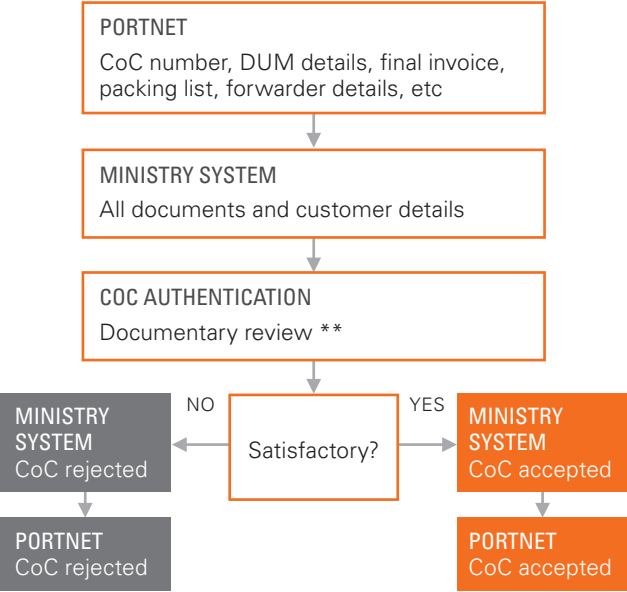 PORTNET
CoC number, DUM details, final invoice,
packing list, forwarder details, etc
MINISTRY SYSTEM
All documents and customer details
COC AUTHENTICATION
Documentary review **
NO
YES
MINISTRY
SYSTEM
CoC rejected
Satisfactory?
MINISTRY
SYSTEM
CoC accepted
PORTNET
CoC rejected
PORTNET
CoC accepted